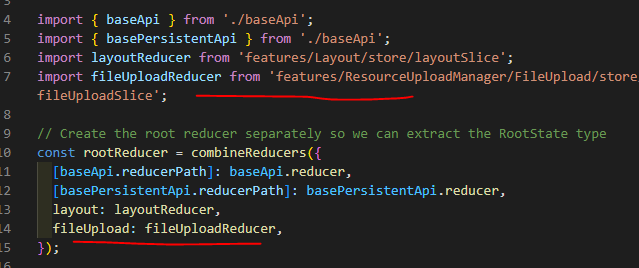 4 import { baseApi } from './baseApi';
5 import { basePersistentApi } from './baseApi';
6 import layoutReducer from 'features/Layout/store/layoutSlice';
7 import fileUploadReducer from 'features/ResourceUploadManager/FileUpload/store
fileUploadSlice';
8
9 // Create the root reducer separately so we can extract the RootState type
10 const rootReducer = combineReducers({
11 [baseApi.reducerPath]: baseApi.reducer,
12 [basePersistentApi.reducerPath]: basePersistentApi.reducer,
13 layout: layoutReducer,
14 fileUpload: fileUploadReducer,
15 });